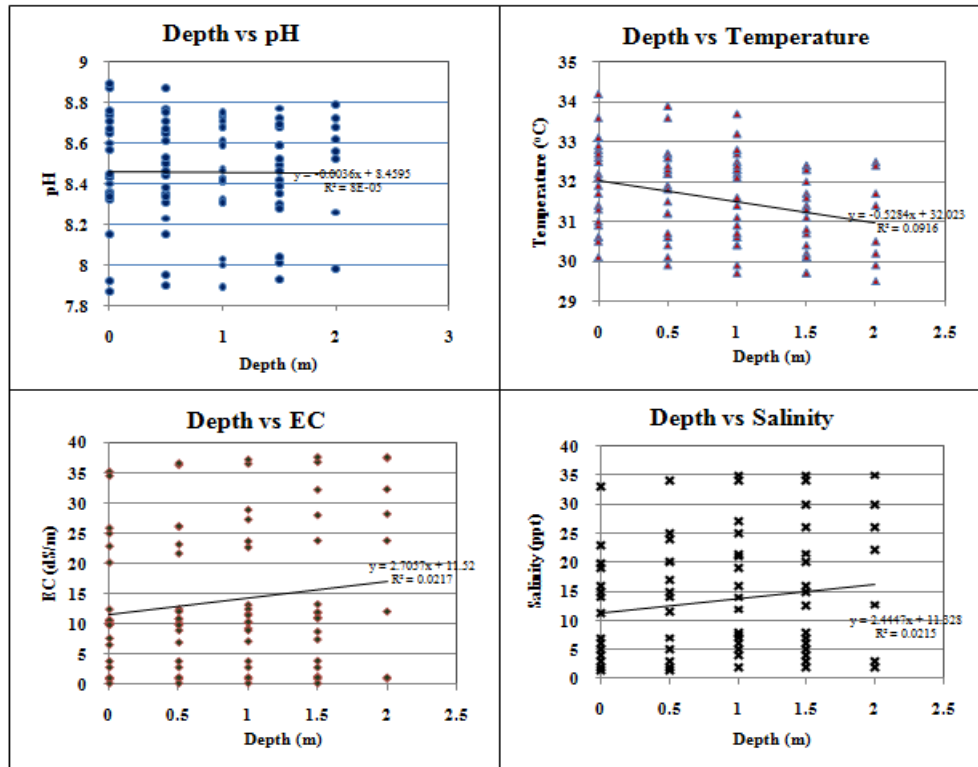 Depth vs pH
9
8.8
8.6
8.4
8.2
8
7.8
pH
y = -0.0036x + 8.4595
R² = 8E-05
0 1 2 3
Depth (m)
Depth vs Temperature
35
34
33
32
31
30
29
Temperature (°C)
y = -0.5284x + 32.023
R² = 0.0916
0 0.5 1 1.5 2 2.5
Depth (m)
Depth vs EC
40
35
30
25
20
15
10
5
0
EC (dS/m)
y = 2.7057x + 11.52
R² = 0.0217
0 0.5 1 1.5 2 2.5
Depth (m)
Depth vs Salinity
40
35
30
25
20
15
10
5
0
Salinity (ppt)
y = 2.4447x + 11.328
R² = 0.0215
0 0.5 1 1.5 2 2.5
Depth (m)